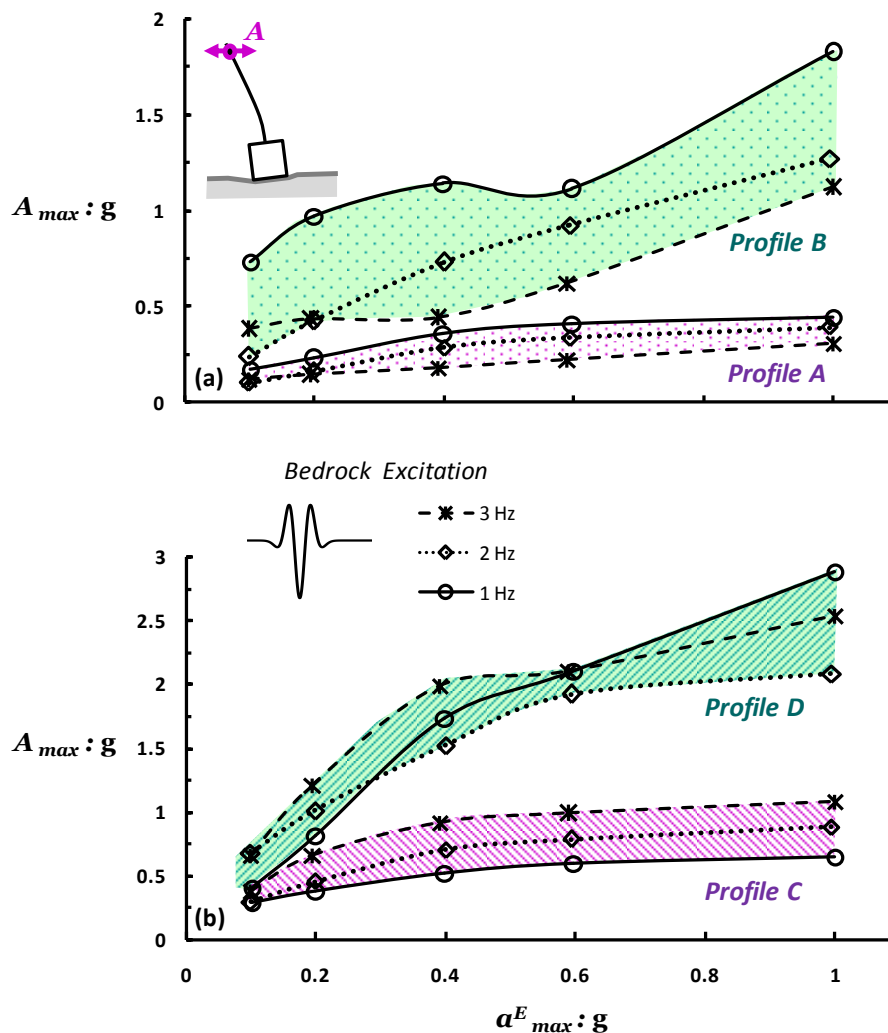 2
A
1.5
A max : g
1
Profile B
0.5
Profile A
(a)
0
Bedrock Excitation
3 Hz
2 Hz
1 Hz
3
2.5
2
Profile D
A max : g
1.5
1
0.5
Profile C
(b)
0
0 0.2 0.4 0.6 0.8 1
a^E max : g